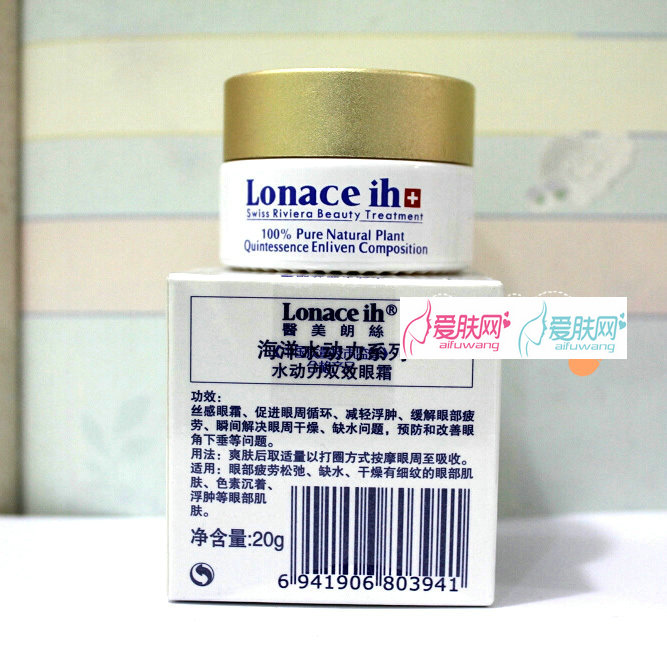 Lonace ih
Swiss Riviera Beauty Treatment
100% Pure Natural Plant
Quintessence Enliven Composition
Lonace ih®
醫美朗絲
海洋水动力系列
水动力双效眼霜
爱肤网
aifuwang
爱肤网
aifuwang
功效:
丝感眼霜、促进眼周循环、减轻浮肿、缓解眼部疲
劳、瞬间解决眼周干燥、缺水问题，预防和改善眼
角下垂等问题。
用法：爽肤后取适量以打圈方式按摩眼周至吸收。
适用：眼部疲劳松弛、缺水、干燥有细纹的眼部肌
肤、色素沉着、
浮肿等眼部肌
肤。
净含量:20g
6 941906 803941